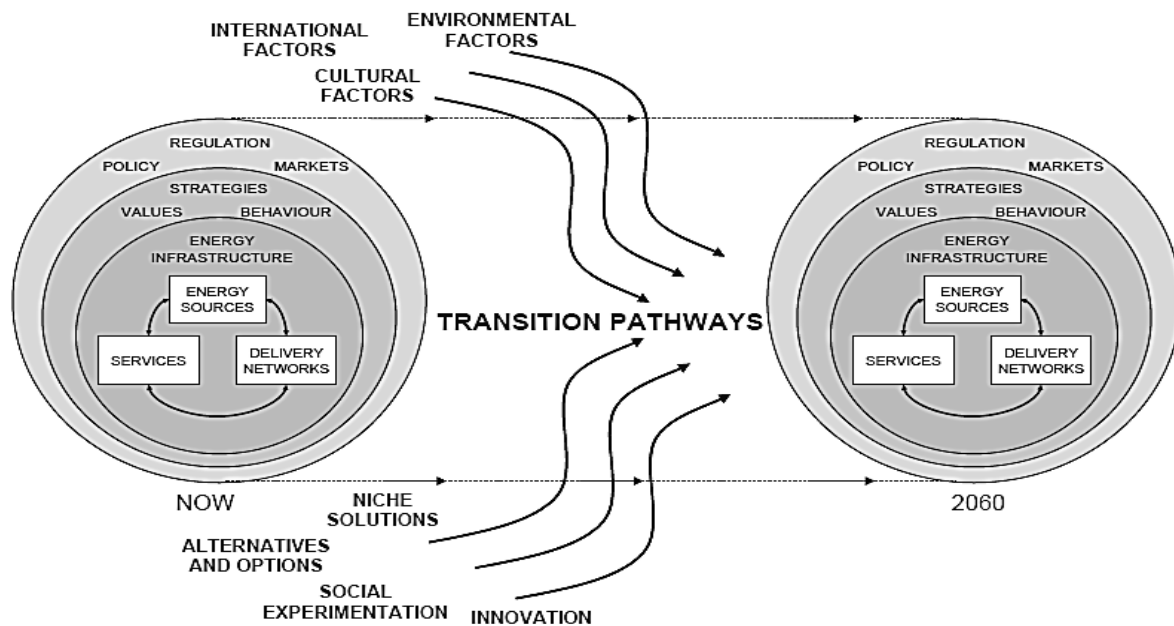 ENVIRONMENTAL
FACTORS
INTERNATIONAL
FACTORS
CULTURAL
FACTORS
REGULATION
POLICY
MARKETS
STRATEGIES
VALUES
BEHAVIOUR
ENERGY
INFRASTRUCTURE
ENERGY
SOURCES
SERVICES
DELIVERY
NETWORKS
NOW
TRANSITION PATHWAYS
REGULATION
POLICY
MARKETS
STRATEGIES
VALUES
BEHAVIOUR
ENERGY
INFRASTRUCTURE
ENERGY
SOURCES
SERVICES
DELIVERY
NETWORKS
2060
NICHE
SOLUTIONS
ALTERNATIVES
AND OPTIONS
SOCIAL
EXPERIMENTATION
INNOVATION